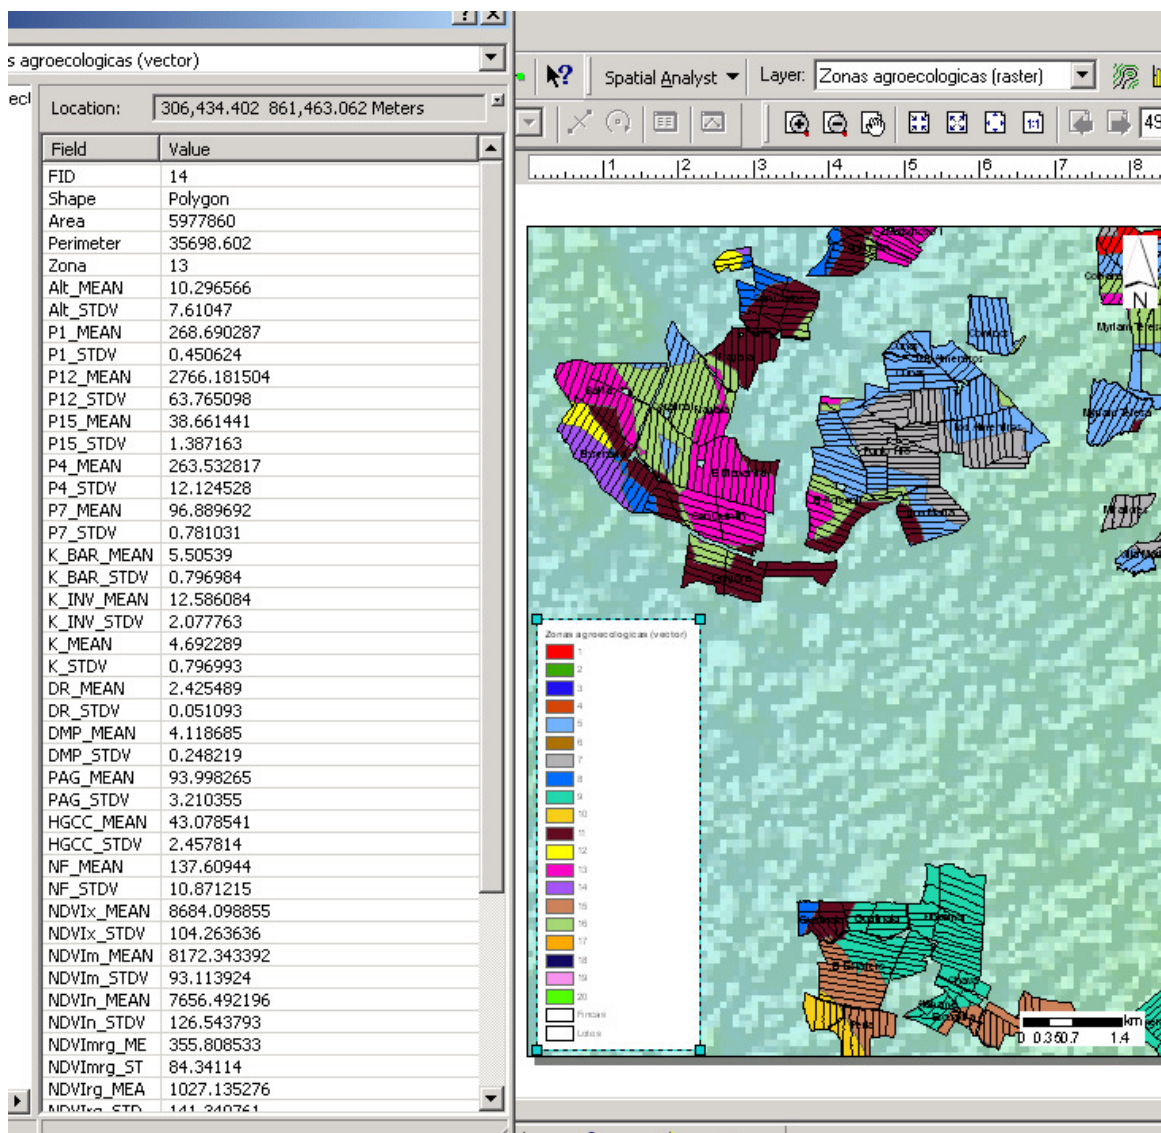 s agroecologicas (vector)
ecl
Location: 306,434.402 861,463.062 Meters
Field Value
FID 14
Shape Polygon
Area 5977860
Perimeter 35698.602
Zona 13
Alt_MEAN 10.296566
Alt_STDV 7.61047
P1_MEAN 268.690287
P1_STDV 0.450624
P12_MEAN 2766.181504
P12_STDV 63.765098
P15_MEAN 38.661441
P15_STDV 1.387163
P4_MEAN 263.532817
P4_STDV 12.124528
P7_MEAN 96.889692
P7_STDV 0.781031
K_BAR_MEAN 5.50539
K_BAR_STDV 0.796984
K_INV_MEAN 12.586084
K_INV_STDV 2.077763
K_MEAN 4.692289
K_STDV 0.796993
DR_MEAN 2.425489
DR_STDV 0.051093
DMP_MEAN 4.118685
DMP_STDV 0.248219
PAG_MEAN 93.998265
PAG_STDV 3.210355
HGCC_MEAN 43.078541
HGCC_STDV 2.457814
NF_MEAN 137.60944
NF_STDV 10.871215
NDVIx_MEAN 8684.098855
NDVIx_STDV 104.263636
NDVIm_MEAN 8172.343392
NDVIm_STDV 93.113924
NDVIn_MEAN 7656.492196
NDVIn_STDV 126.543793
NDVImrg_ME 355.808533
NDVImrg_ST 84.34114
NDVIrg_MEA 1027.135276
NDVIrg_STD 141.340761
Spatial Analyst Layer: Zonas agroecologicas (raster)
1:1 49
1 2 3 4 5 6 7 8
N
Myriam Teresa
Zonas agroecologicas (vector)
1
2
3
4
5
6
7
8
9
10
11
12
13
14
15
16
17
18
19
20
Fincas
Lotes
km
0 0.35 0.7 1.4